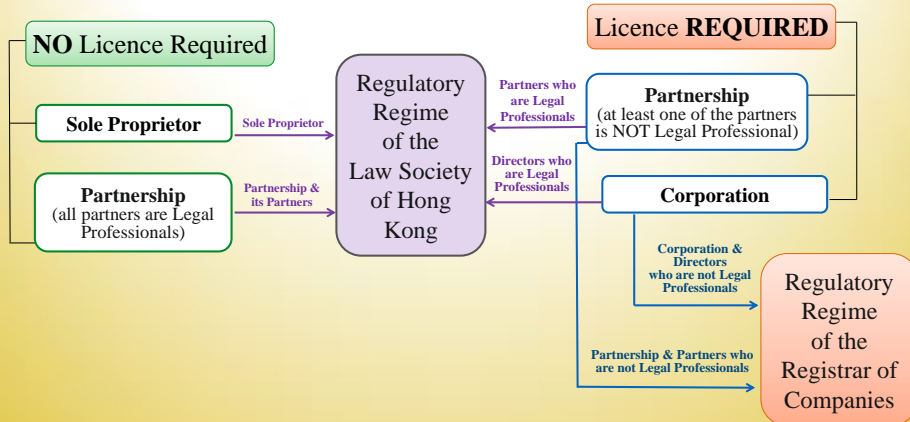 NO Licence Required
Sole Proprietor
Partnership
(all partners are Legal
Professionals)
Sole Proprietor
Partnership &
its Partners
Regulatory
Regime
of the
Law Society
of Hong
Kong
Licence REQUIRED
Partners who
are Legal
Professionals
Directors who
are Legal
Professionals
Partnership
(at least one of the partners
is NOT Legal Professional)
Corporation
Corporation &
Directors
who are not Legal
Professionals
Partnership & Partners who
are not Legal Professionals
Regulatory
Regime
of the
Registrar of
Companies